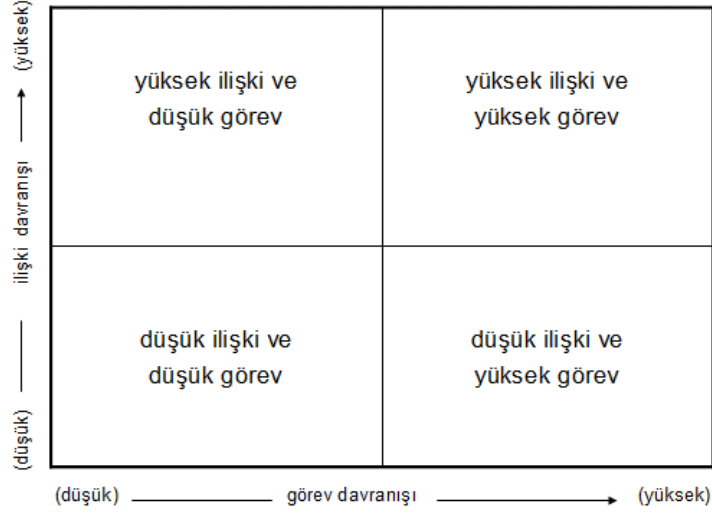 (yüksek)
ilişki davranışı
(düşük)
yüksek ilişki ve
düşük görev
yüksek ilişki ve
yüksek görev
düşük ilişki ve
düşük görev
düşük ilişki ve
yüksek görev
(düşük)
görev davranışı
(yüksek)